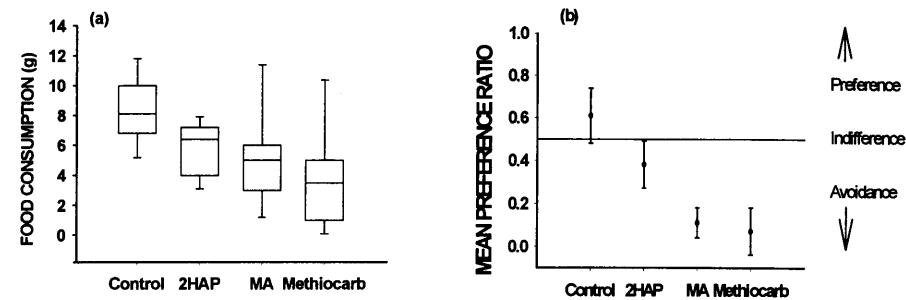 (a)
FOOD CONSUMPTION (g)
14
12
10
8
6
4
2
0
Control 2HAP MA Methiocarb
(b)
MEAN PREFERENCE RATIO
1.0
0.8
0.6
0.4
0.2
0.0
Control 2HAP MA Methiocarb
Preference
Indifference
Avoidance